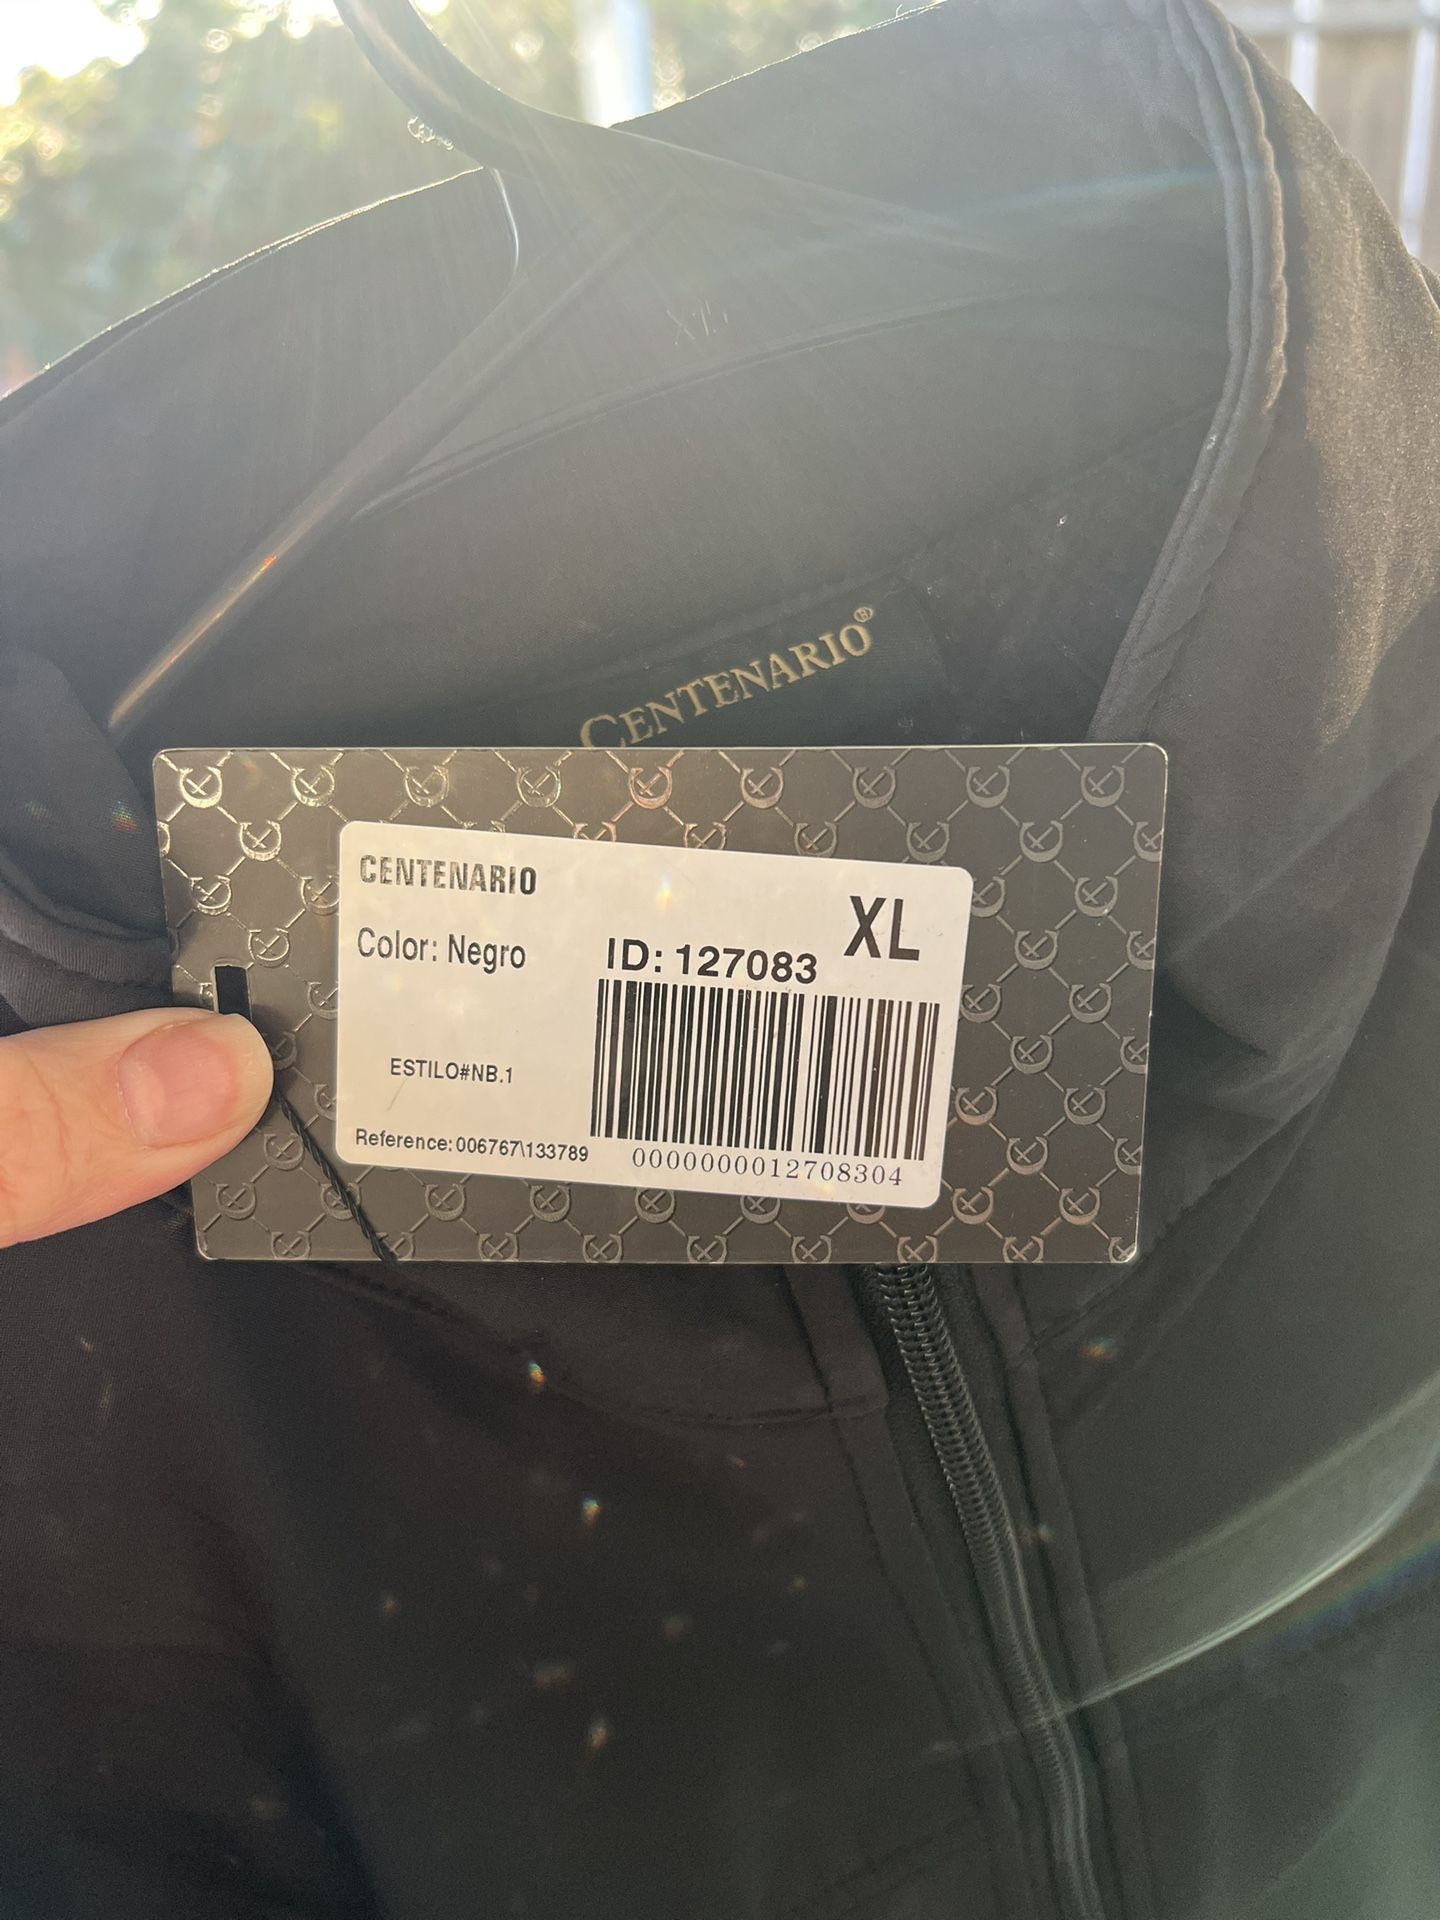 CENTENARIO®
CENTENARIO
XL
Color: Negro
ID: 127083
ESTILO#NB.1
Reference: 006767\133789
0000000012708304